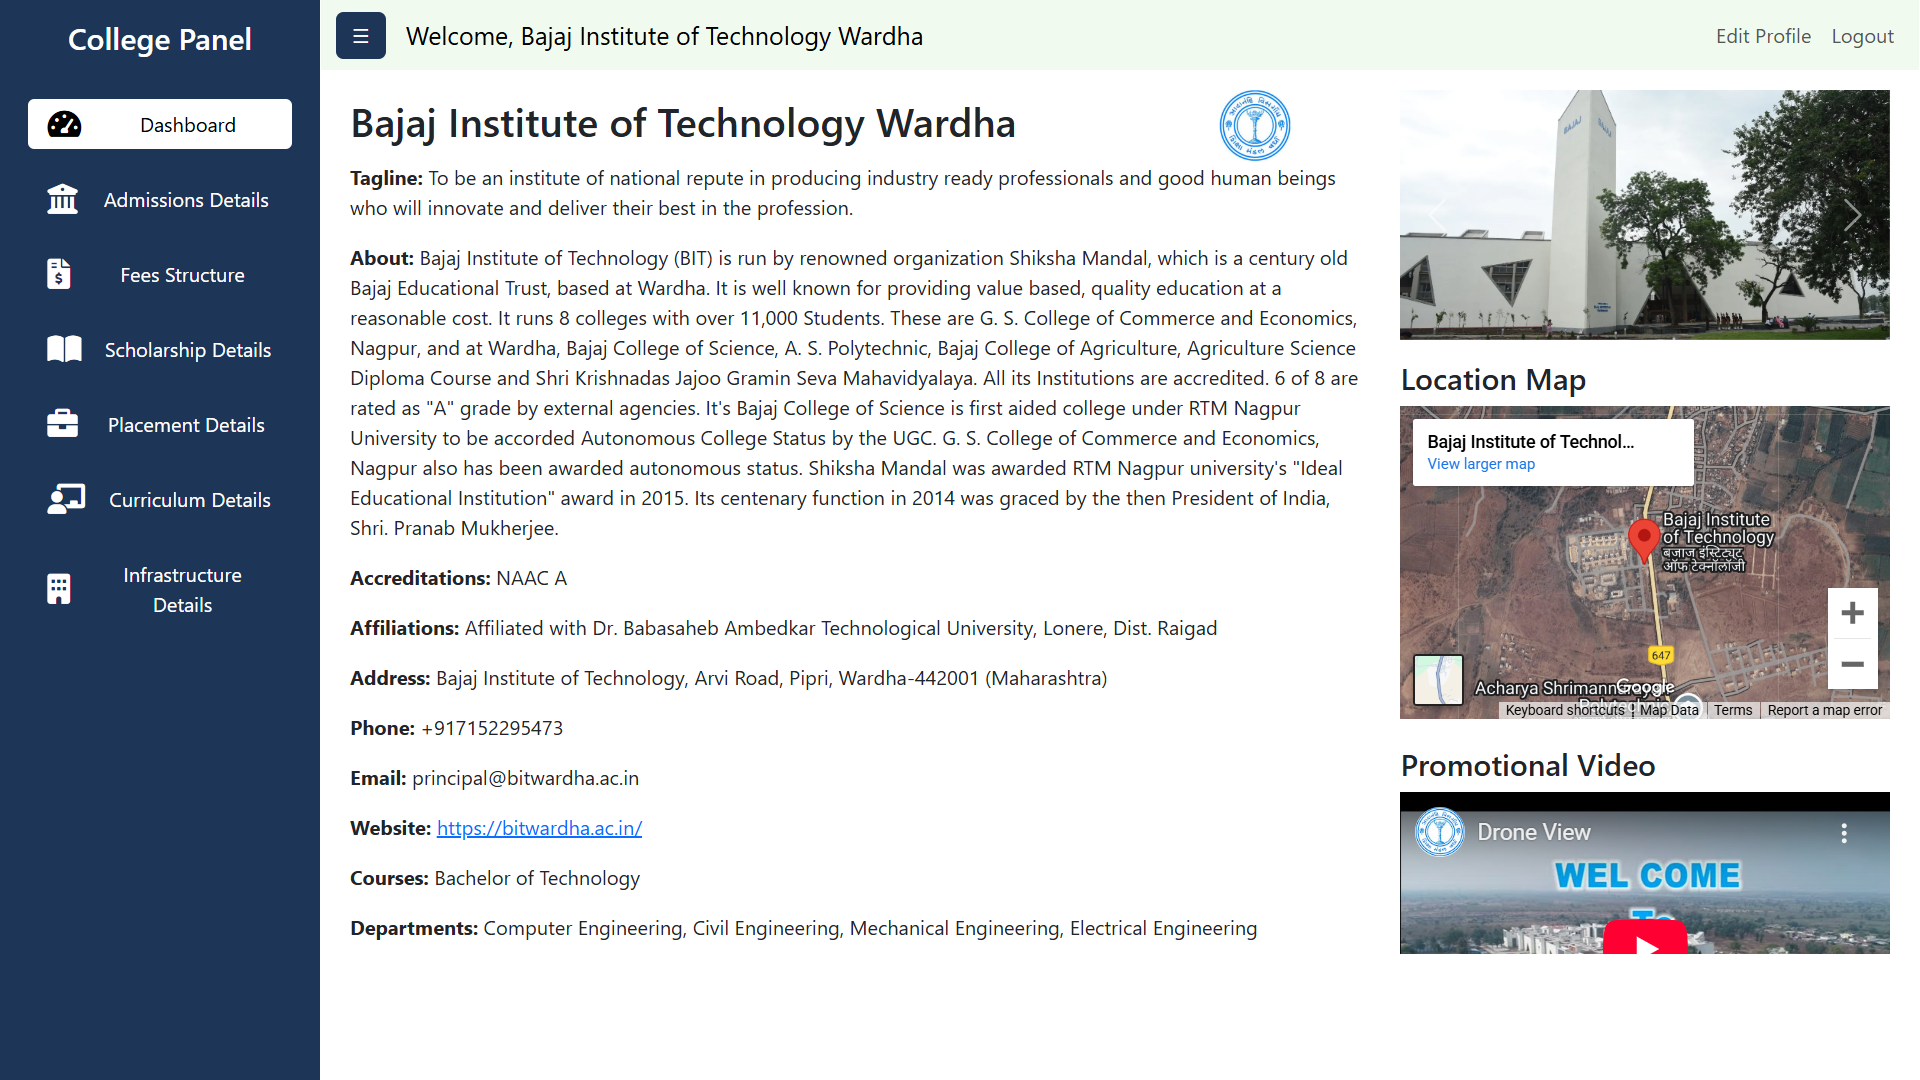 College Panel
Dashboard
Admissions Details
Fees Structure
Scholarship Details
Placement Details
Curriculum Details
Infrastructure
Details
☰ Welcome, Bajaj Institute of Technology Wardha
Edit Profile Logout
Bajaj Institute of Technology Wardha
Tagline: To be an institute of national repute in producing industry ready professionals and good human beings
who will innovate and deliver their best in the profession.
About: Bajaj Institute of Technology (BIT) is run by renowned organization Shiksha Mandal, which is a century old
Bajaj Educational Trust, based at Wardha. It is well known for providing value based, quality education at a
reasonable cost. It runs 8 colleges with over 11,000 Students. These are G. S. College of Commerce and Economics,
Nagpur, and at Wardha, Bajaj College of Science, A. S. Polytechnic, Bajaj College of Agriculture, Agriculture Science
Diploma Course and Shri Krishnadas Jajoo Gramin Seva Mahavidyalaya. All its Institutions are accredited. 6 of 8 are
rated as "A" grade by external agencies. It's Bajaj College of Science is first aided college under RTM Nagpur
University to be accorded Autonomous College Status by the UGC. G. S. College of Commerce and Economics,
Nagpur also has been awarded autonomous status. Shiksha Mandal was awarded RTM Nagpur university's "Ideal
Educational Institution" award in 2015. Its centenary function in 2014 was graced by the then President of India,
Shri. Pranab Mukherjee.
Accreditations: NAAC A
Affiliations: Affiliated with Dr. Babasaheb Ambedkar Technological University, Lonere, Dist. Raigad
Address: Bajaj Institute of Technology, Arvi Road, Pipri, Wardha-442001 (Maharashtra)
Phone: +917152295473
Email: principal@bitwardha.ac.in
Website: https://bitwardha.ac.in/
Courses: Bachelor of Technology
Departments: Computer Engineering, Civil Engineering, Mechanical Engineering, Electrical Engineering
BAJAJ BAJAJ
Location Map
Bajaj Institute of Technol...
View larger map
Bajaj Institute
of Technology
बजाज इंस्टिट्यूट
ऑफ टेक्नॉलॉजी
647
Acharya Shrimannarayan
Google
Keyboard shortcuts Map Data Terms Report a map error
Promotional Video
Drone View
WEL COME
To